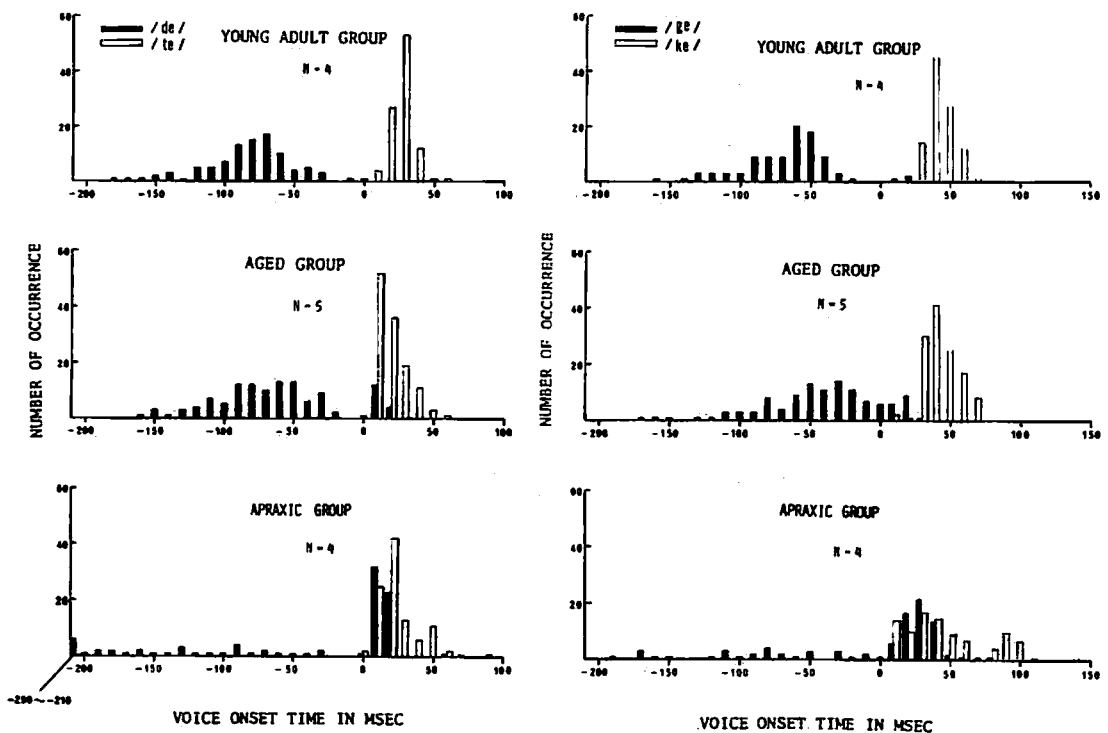 /de/
/te/
YOUNG ADULT GROUP
N-4
60
40
20
-200 -150 -100 -50 0 50 100
/ge/
/ke/
YOUNG ADULT GROUP
N-4
60
40
20
-200 -150 -100 -50 0 50 100 150
NUMBER OF OCCURRENCE
AGED GROUP
N-5
60
40
20
-200 -150 -100 -50 0 50 100
NUMBER OF OCCURRENCE
AGED GROUP
N-5
60
40
20
-200 -150 -100 -50 0 50 100 150
APRAXIC GROUP
N-4
60
40
20
-200 -150 -100 -50 0 50 100
-290~-210
VOICE ONSET TIME IN MSEC
APRAXIC GROUP
N-4
60
40
20
-200 -150 -100 -50 0 50 100 150
VOICE ONSET TIME IN MSEC